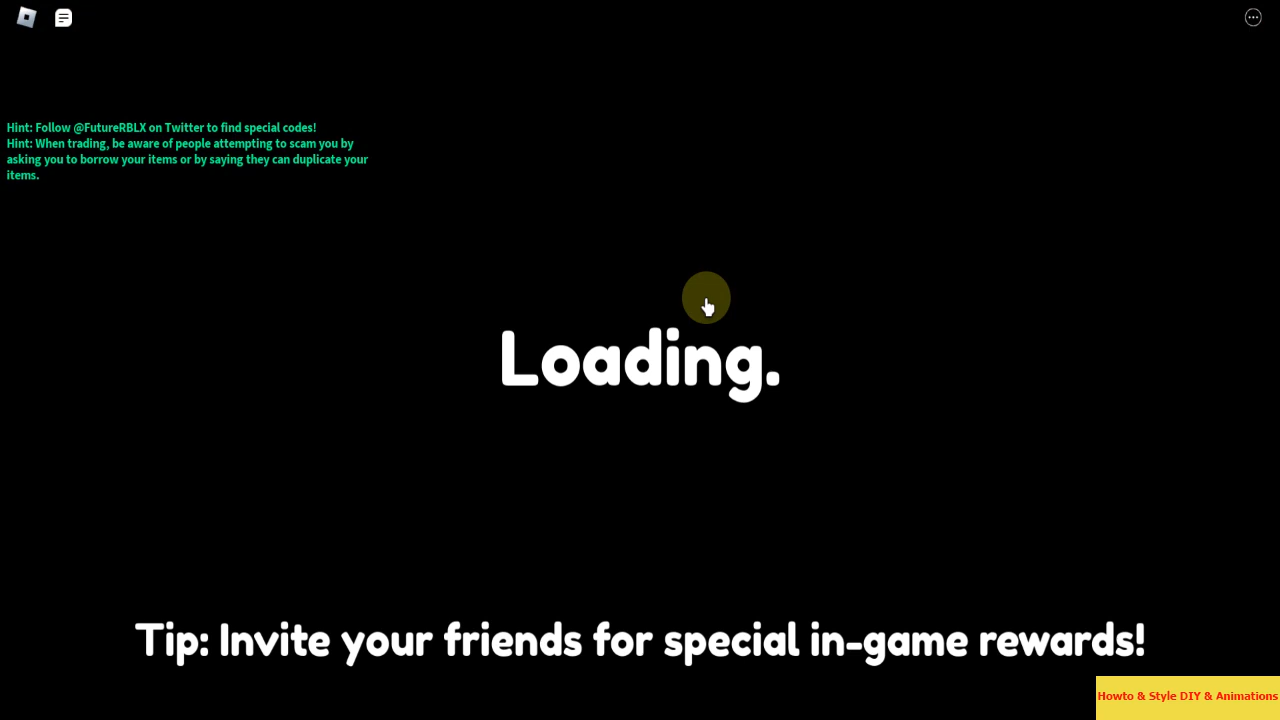 Hint: Follow @FutureRBLX on Twitter to find special codes!
Hint: When trading, be aware of people attempting to scam you by
asking you to borrow your items or by saying they can duplicate your
items.
Loading.
Tip: Invite your friends for special in-game rewards!
Howto & Style DIY & Animations